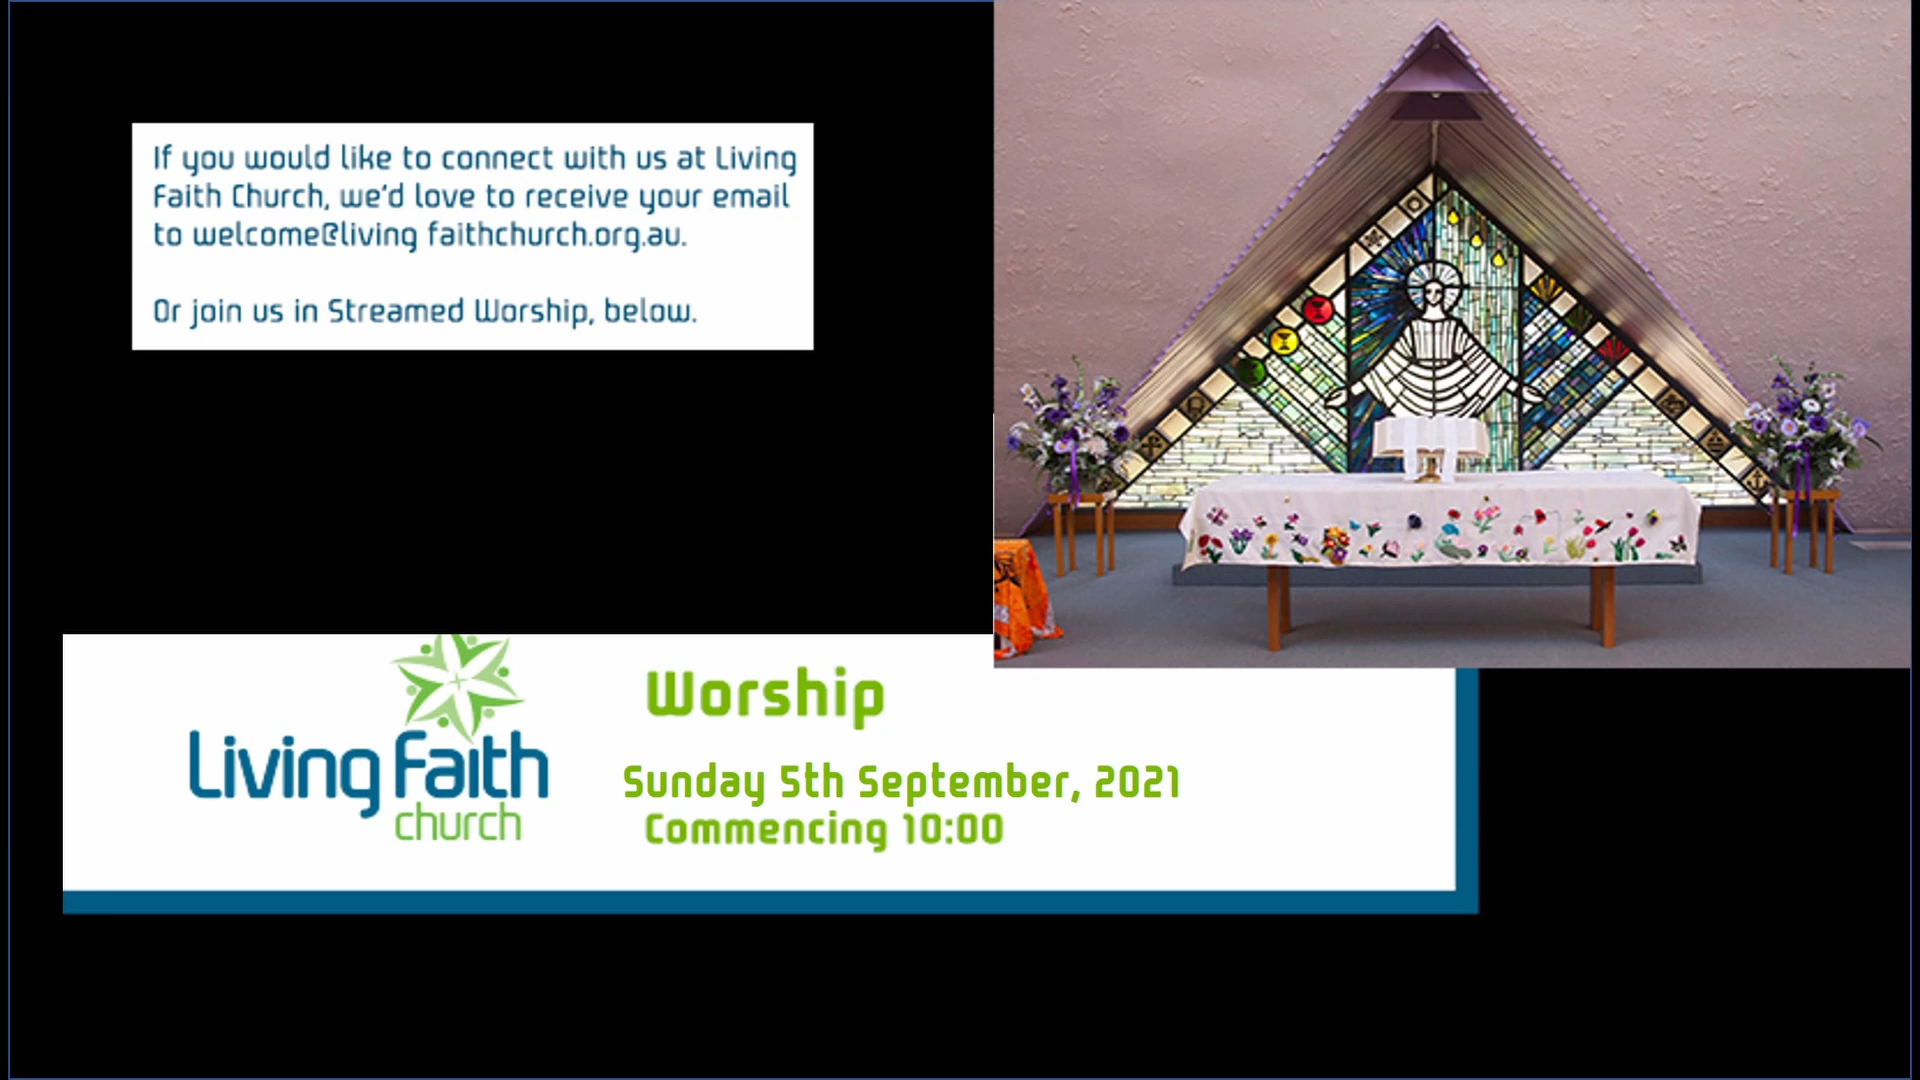 If you would like to connect with us at Living
Faith Church, we'd love to receive your email
to welcome@living faithchurch.org.au.
Or join us in Streamed Worship, below.
Living Faith
church
Worship
Sunday 5th September, 2021
Commencing 10:00